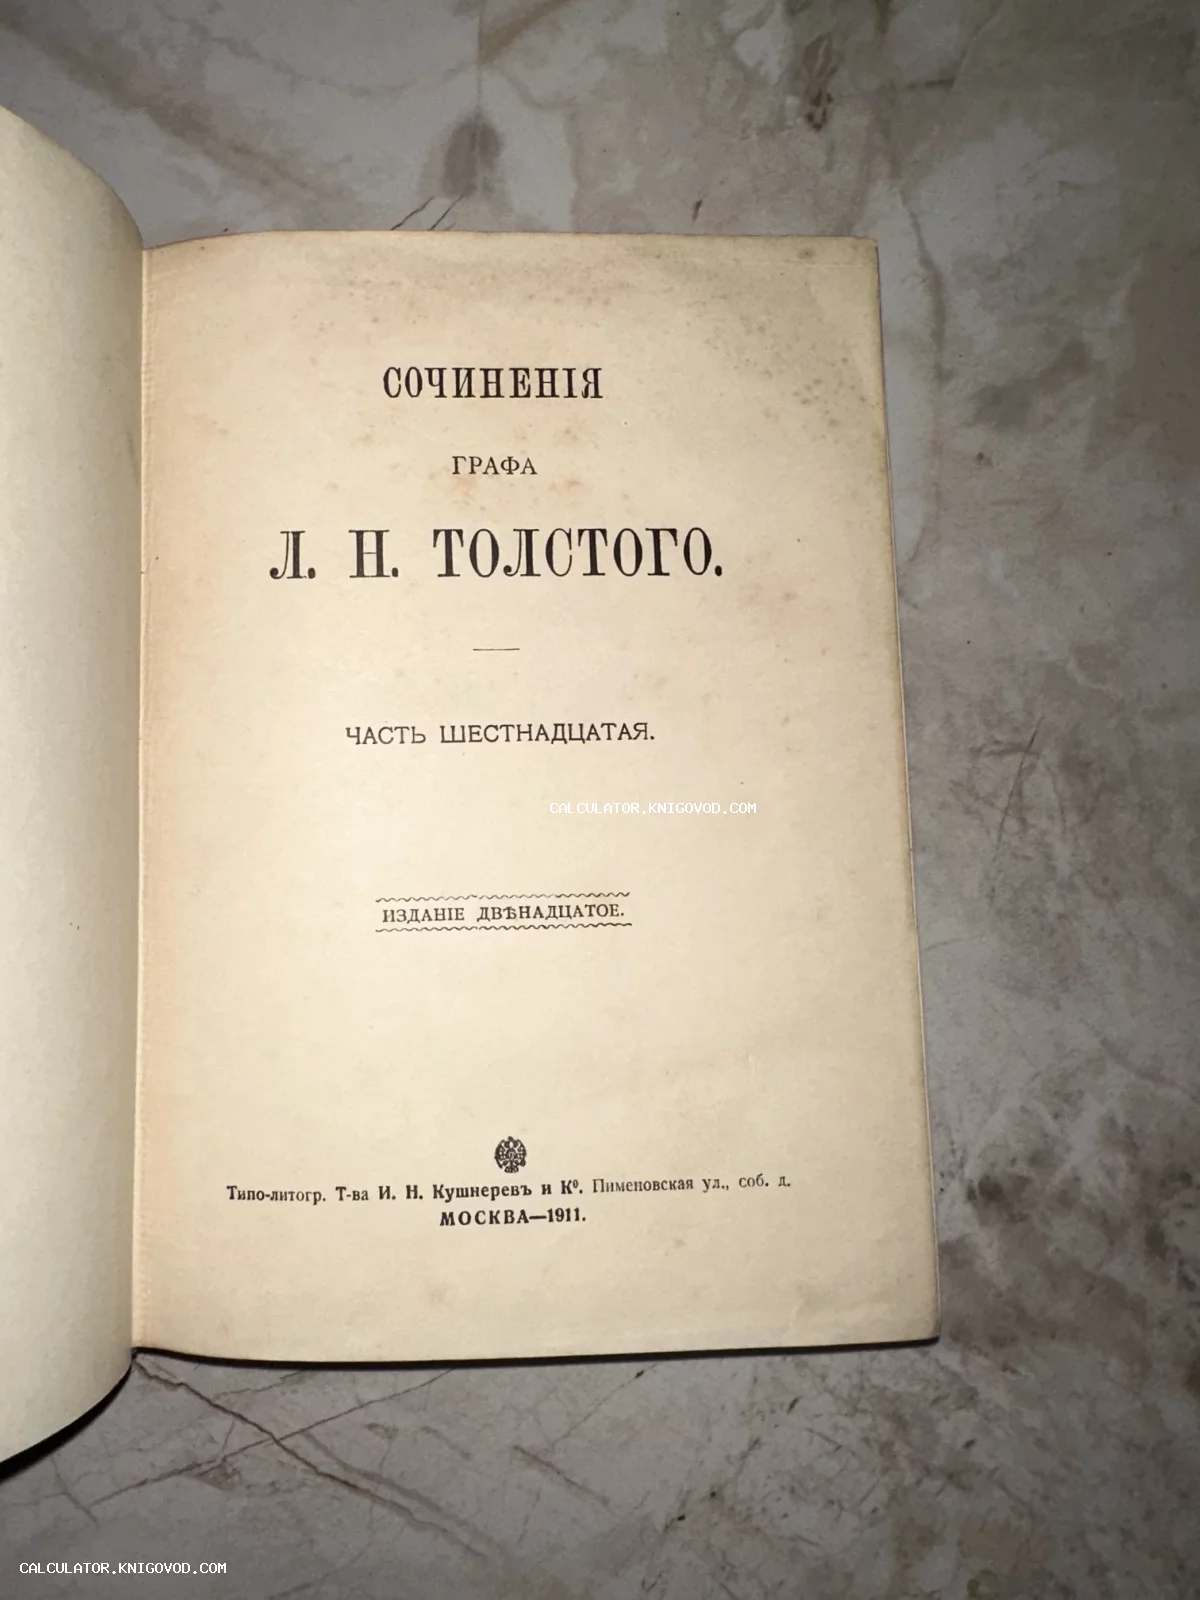 СОЧИНЕНІЯ
ГРАФА
Л. Н. ТОЛСТОГО.
ЧАСТЬ ШЕСТНАДЦАТАЯ.
CALCULATOR.KNIGOVOD.COM
ИЗДАНІЕ ДВѢНАДЦАТОЕ.
Типо-литогр. Т-ва И. Н. Кушнеревъ и Кº. Пименовская ул., соб. д.
МОСКВА—1911.
CALCULATOR.KNIGOVOD.COM